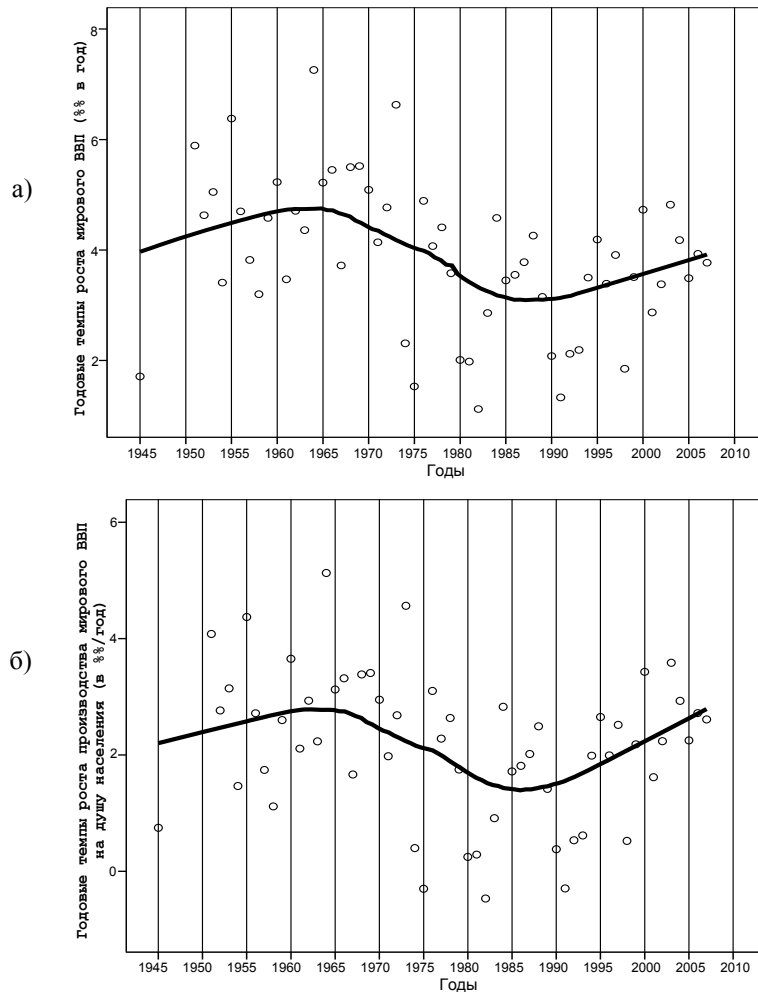 а)
Годовые темпы роста мирового ВВП (%% в год)
8
6
4
2
1945 1950 1955 1960 1965 1970 1975 1980 1985 1990 1995 2000 2005 2010
Годы
б)
Годовые темпы роста производства мирового ВВП
на душу населения (в %%/год)
6
4
2
0
1945 1950 1955 1960 1965 1970 1975 1980 1985 1990 1995 2000 2005 2010
Годы